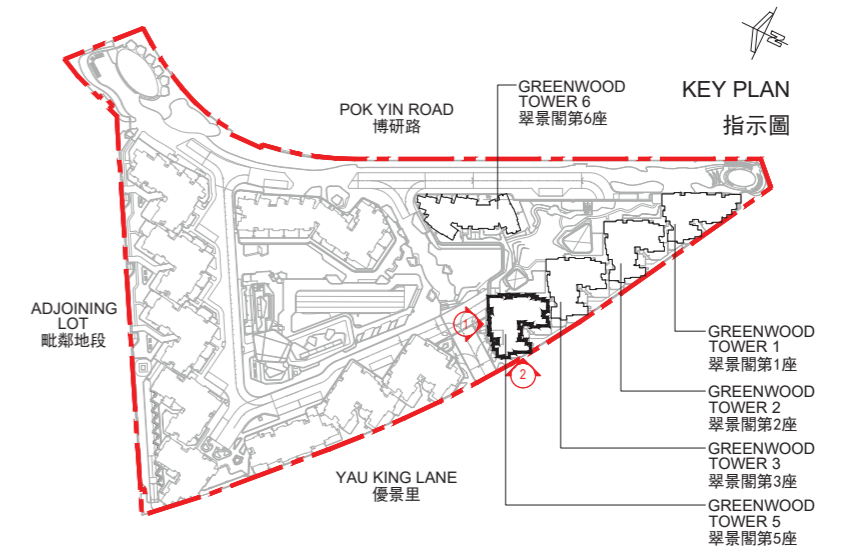 N
KEY PLAN
指示圖
GREENWOOD
TOWER 6
翠景閣第6座
POK YIN ROAD
博研路
ADJOINING
LOT
毗鄰地段
1
2
GREENWOOD
TOWER 1
翠景閣第1座
GREENWOOD
TOWER 2
翠景閣第2座
GREENWOOD
TOWER 3
翠景閣第3座
YAU KING LANE
優景里
GREENWOOD
TOWER 5
翠景閣第5座